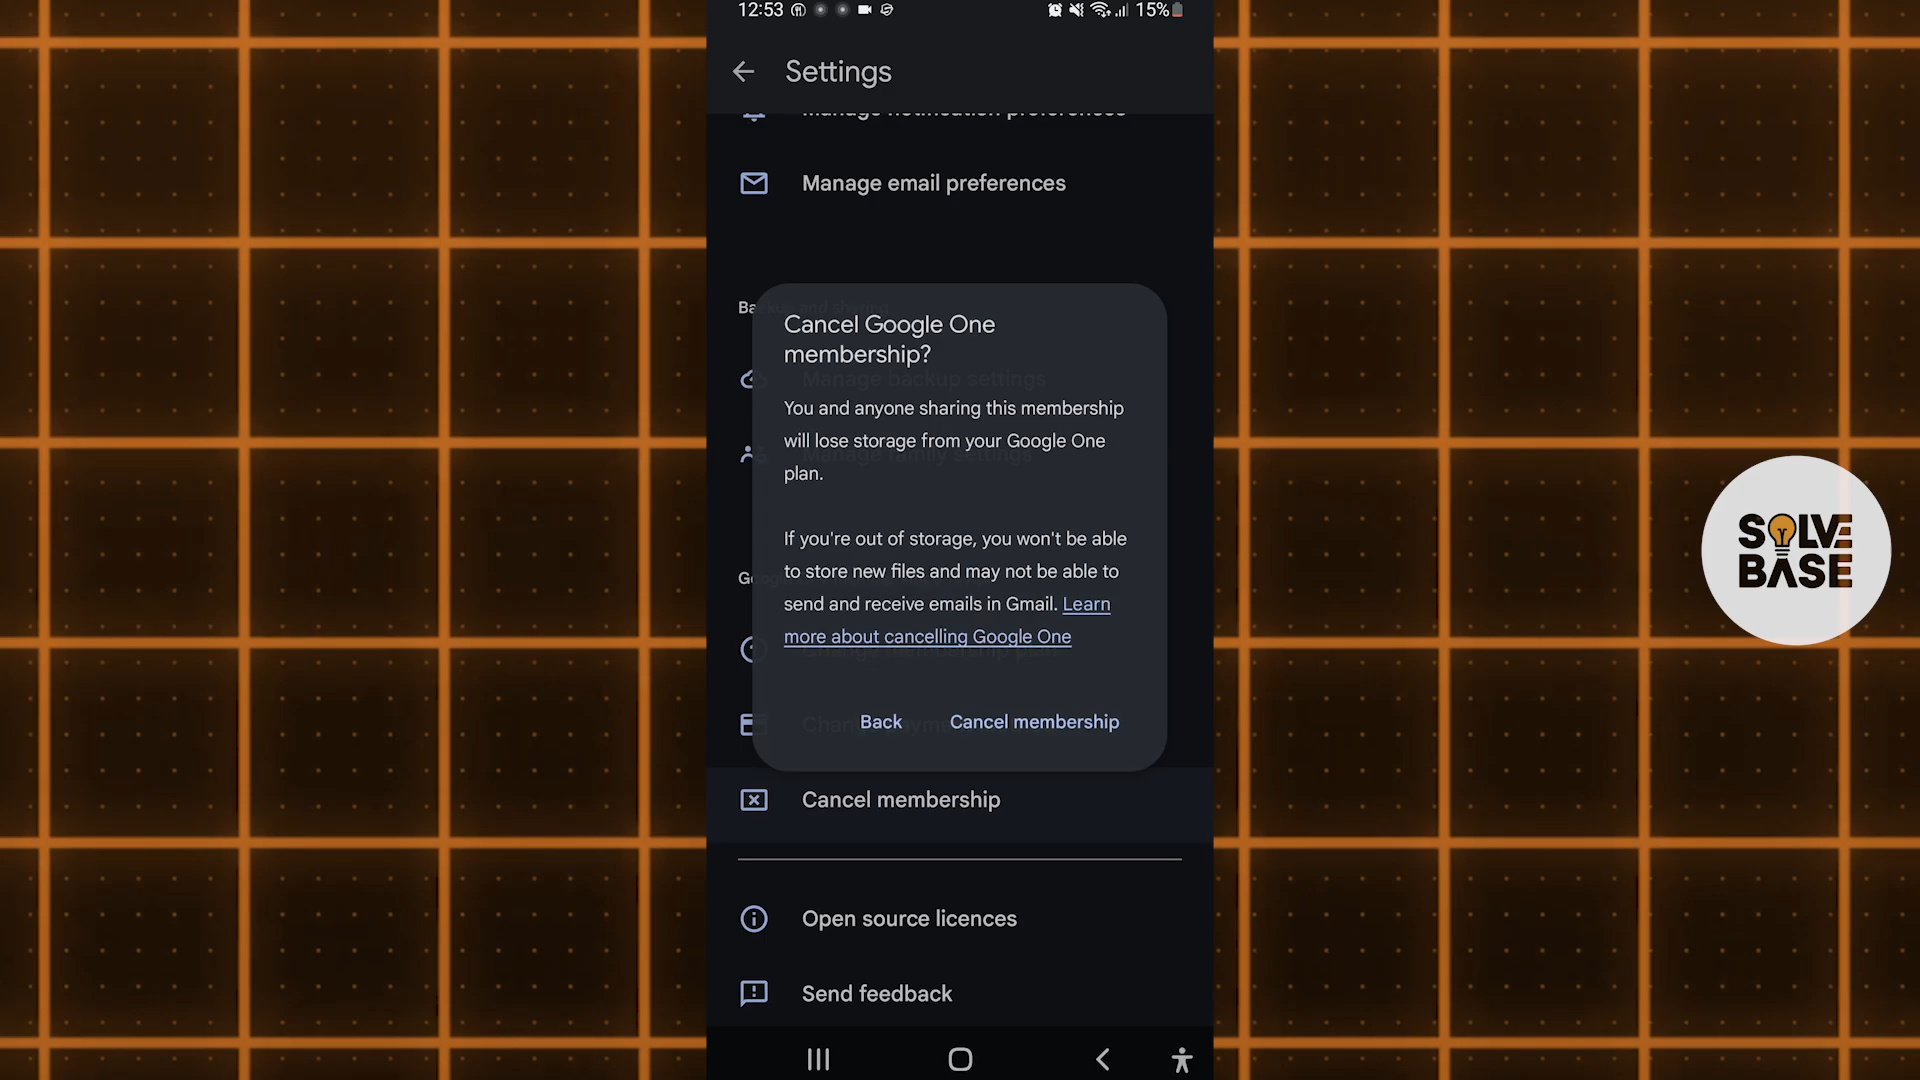 12:53
15%
Settings
Manage notification preferences
Manage email preferences
Backup and sharing
Cancel Google One
membership?
Manage backup settings
You and anyone sharing this membership
will lose storage from your Google One
Manage family settings
plan.
If you're out of storage, you won't be able
to store new files and may not be able to
send and receive emails in Gmail. Learn
more about cancelling Google One
Change membership plan
Back Cancel membership
Cancel membership
Open source licences
Send feedback
SOLVE
BASE